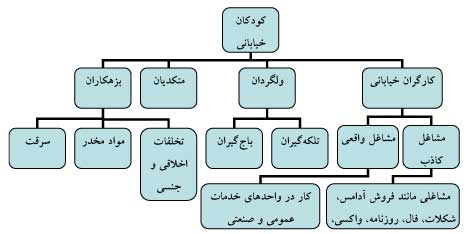 کودکان
خیابانی
کارگران خیابانی
ولگردان
متکدیان
بزهکاران
مشاغل
کاذب
مشاغل واقعی
تلکه‌گیران
باج‌گیران
تخلفات
اخلاقی و
جنسی
مواد مخدر
سرقت
مشاغلی مانند فروش آدامس،
شکلات، فال، روزنامه، واکسی،
کار در واحدهای خدمات
عمومی و صنعتی